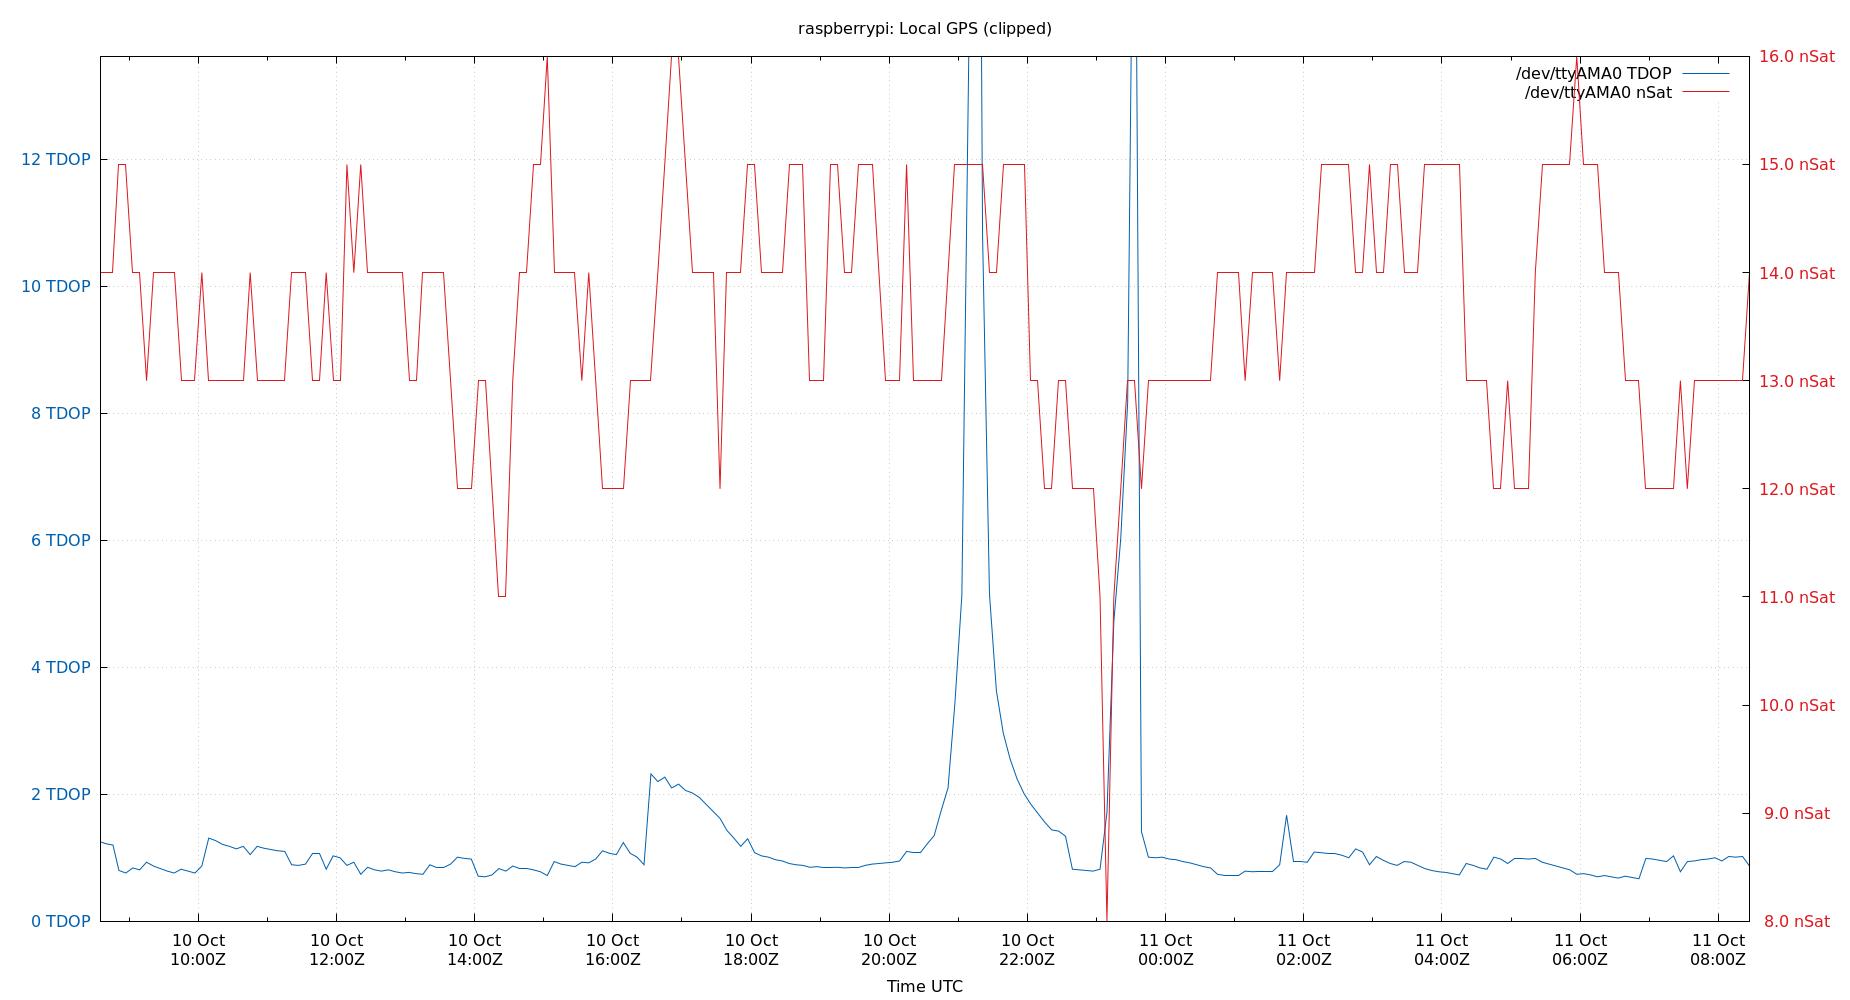 raspberrypi: Local GPS (clipped)
/dev/ttyAMA0 TDOP
/dev/ttyAMA0 nSat
12 TDOP
10 TDOP
8 TDOP
6 TDOP
4 TDOP
2 TDOP
0 TDOP
16.0 nSat
15.0 nSat
14.0 nSat
13.0 nSat
12.0 nSat
11.0 nSat
10.0 nSat
9.0 nSat
8.0 nSat
10 Oct
10:00Z
10 Oct
12:00Z
10 Oct
14:00Z
10 Oct
16:00Z
10 Oct
18:00Z
10 Oct
20:00Z
10 Oct
22:00Z
11 Oct
00:00Z
11 Oct
02:00Z
11 Oct
04:00Z
11 Oct
06:00Z
11 Oct
08:00Z
Time UTC